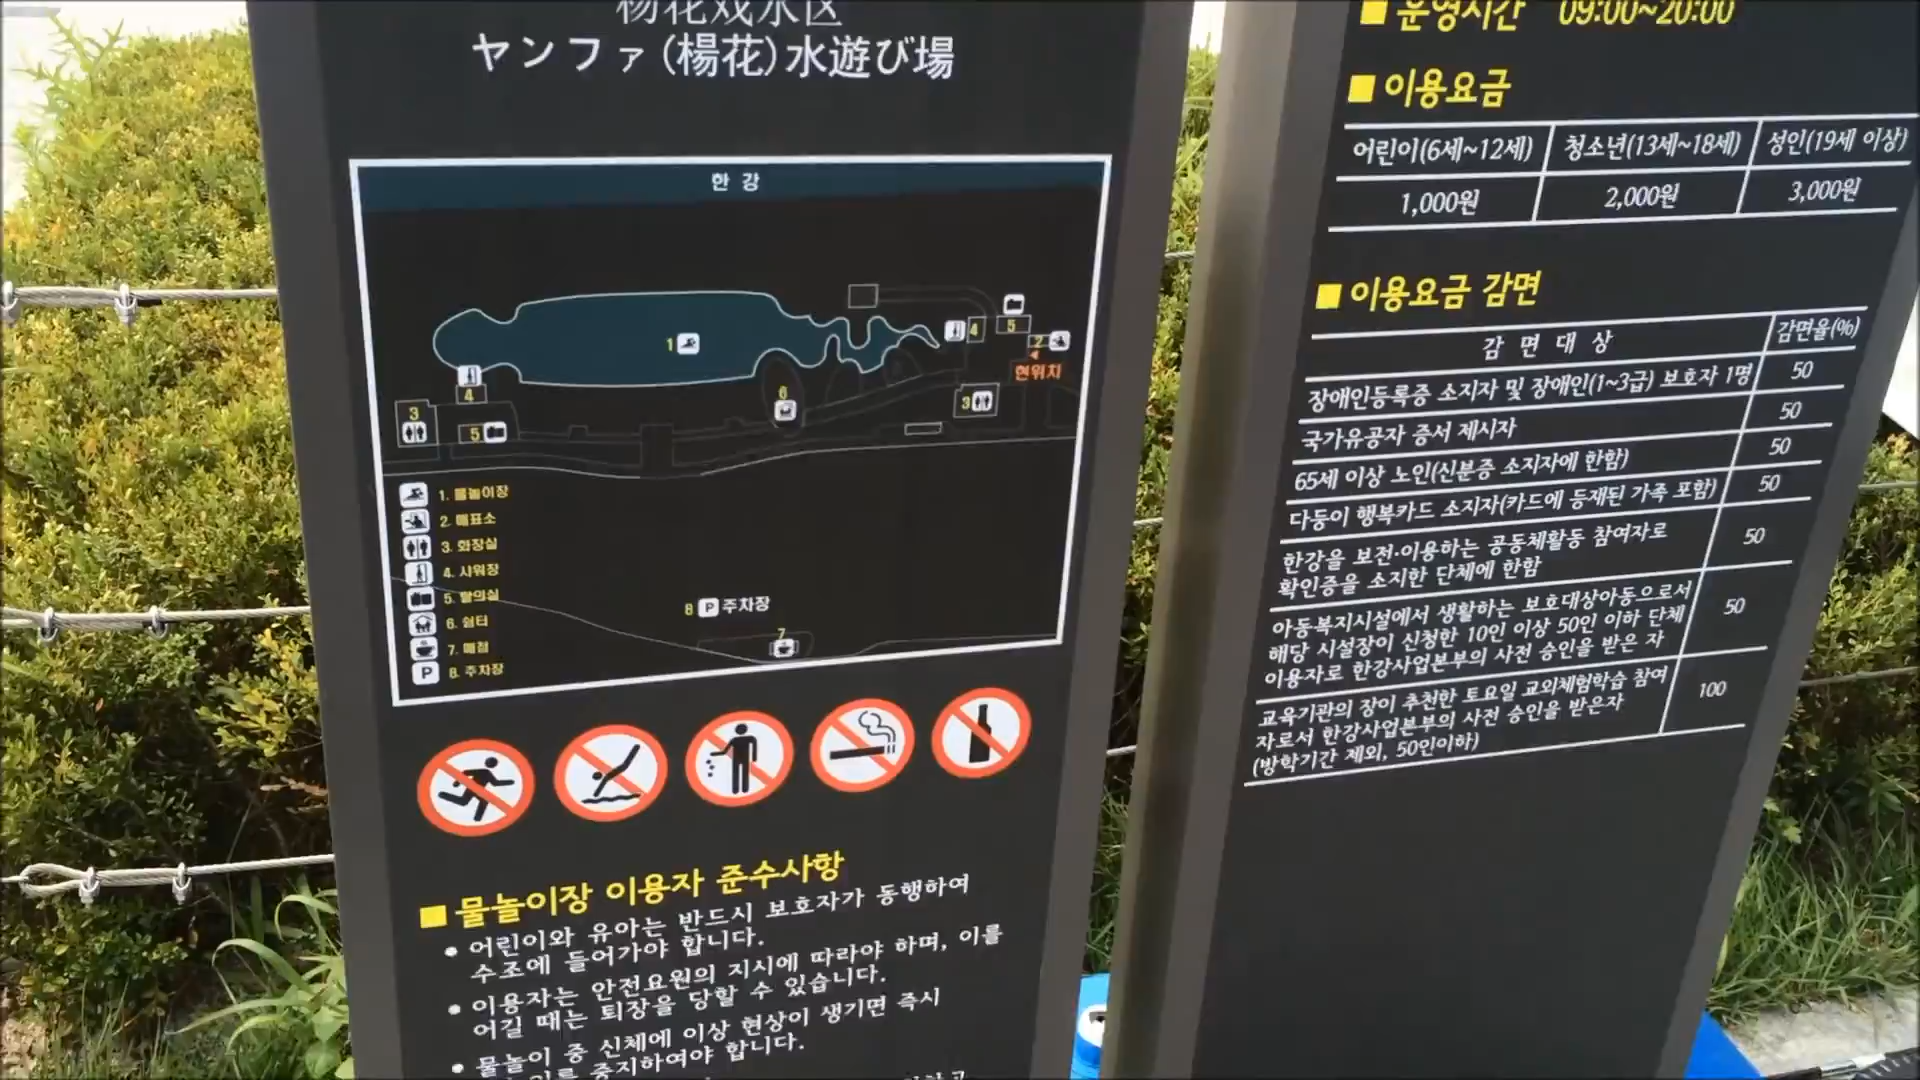 杨花戏水区
ヤンファ(楊花)水遊び場
한 강
1
6
4
5
2
현위치
3
4
3
5
1. 물놀이장
2. 매표소
3. 화장실
4. 샤워장
5. 탈의실
6. 쉼터
7. 매점
8. 주차장
8 P 주차장
7
P
■ 물놀이장 이용자 준수사항
• 어린이와 유아는 반드시 보호자가 동행하여
수조에 들어가야 합니다.
• 이용자는 안전요원의 지시에 따라야 하며, 이를
어길 때는 퇴장을 당할 수 있습니다.
• 물놀이 중 신체에 이상 현상이 생기면 즉시
중지하여야 합니다.
■ 운영시간 09:00~20:00
■ 이용요금
어린이(6세~12세) 청소년(13세~18세) 성인(19세 이상)
1,000원 2,000원 3,000원
■ 이용요금 감면
감 면 대 상 감면율(%)
장애인등록증 소지자 및 장애인(1~3급) 보호자 1명 50
국가유공자 증서 제시자 50
65세 이상 노인(신분증 소지자에 한함) 50
다둥이 행복카드 소지자(카드에 등재된 가족 포함) 50
한강을 보전·이용하는 공동체활동 참여자로
확인증을 소지한 단체에 한함 50
아동복지시설에서 생활하는 보호대상아동으로서
해당 시설장이 신청한 10인 이상 50인 이하 단체
이용자로 한강사업본부의 사전 승인을 받은 자 50
교육기관의 장이 추천한 토요일 교외체험학습 참여
자로서 한강사업본부의 사전 승인을 받은자
(방학기간 제외, 50인이하) 100